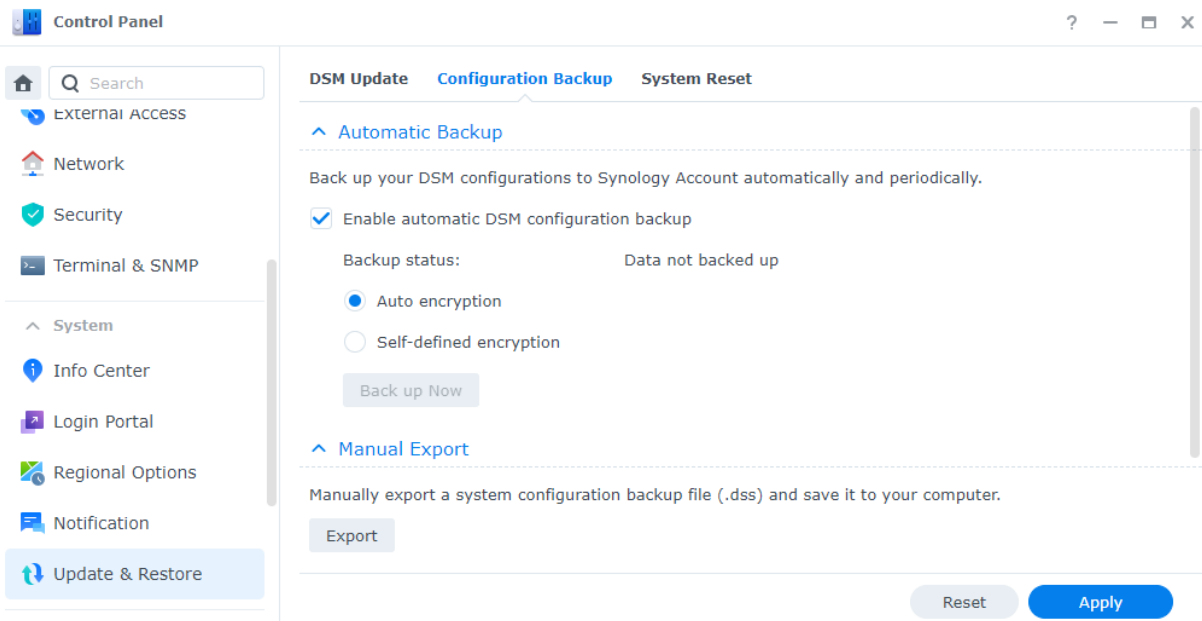 Control Panel
Search
External Access
Network
Security
Terminal & SNMP
System
Info Center
Login Portal
Regional Options
Notification
Update & Restore
DSM Update Configuration Backup System Reset
Automatic Backup
Back up your DSM configurations to Synology Account automatically and periodically.
Enable automatic DSM configuration backup
Backup status: Data not backed up
Auto encryption
Self-defined encryption
Back up Now
Manual Export
Manually export a system configuration backup file (.dss) and save it to your computer.
Export
Reset Apply